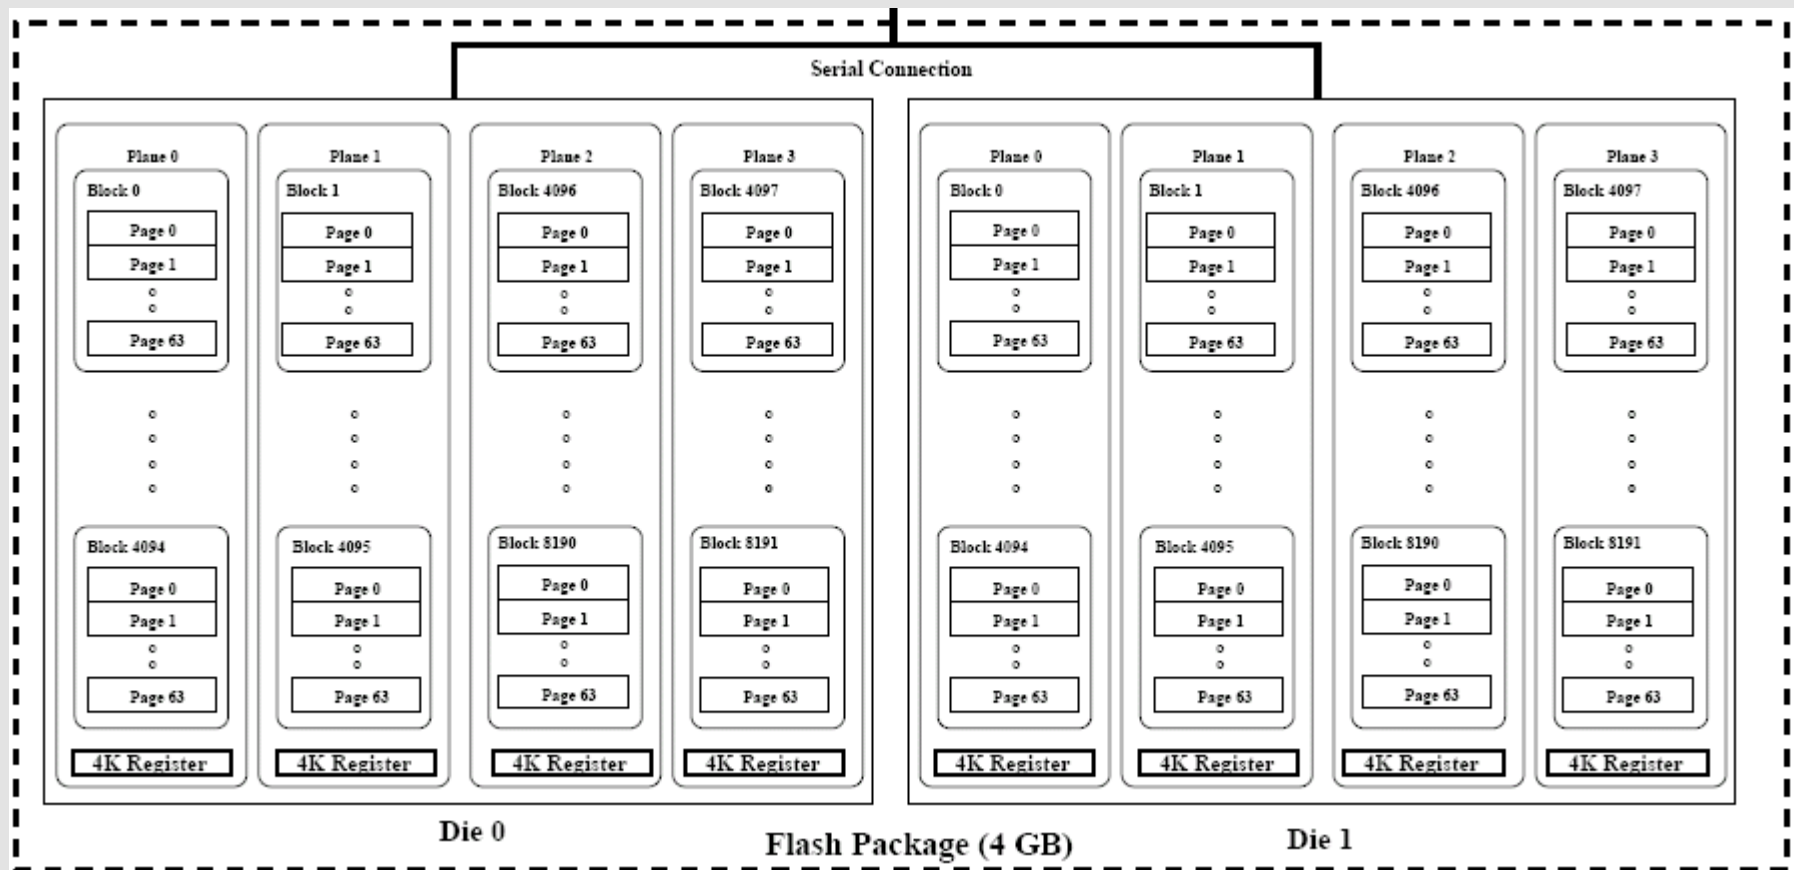 Serial Connection
Plane 0 Plane 1 Plane 2 Plane 3 Plane 0 Plane 1 Plane 2 Plane 3
Block 0 Block 1 Block 4096 Block 4097 Block 0 Block 1 Block 4096 Block 4097
Page 0 Page 0 Page 0 Page 0 Page 0 Page 0 Page 0 Page 0
Page 1 Page 1 Page 1 Page 1 Page 1 Page 1 Page 1 Page 1
Page 63 Page 63 Page 63 Page 63 Page 63 Page 63 Page 63 Page 63
Block 4094 Block 4095 Block 8190 Block 8191 Block 4094 Block 4095 Block 8190 Block 8191
Page 0 Page 0 Page 0 Page 0 Page 0 Page 0 Page 0 Page 0
Page 1 Page 1 Page 1 Page 1 Page 1 Page 1 Page 1 Page 1
Page 63 Page 63 Page 63 Page 63 Page 63 Page 63 Page 63 Page 63
4K Register 4K Register 4K Register 4K Register 4K Register 4K Register 4K Register 4K Register
Die 0 Flash Package (4 GB) Die 1